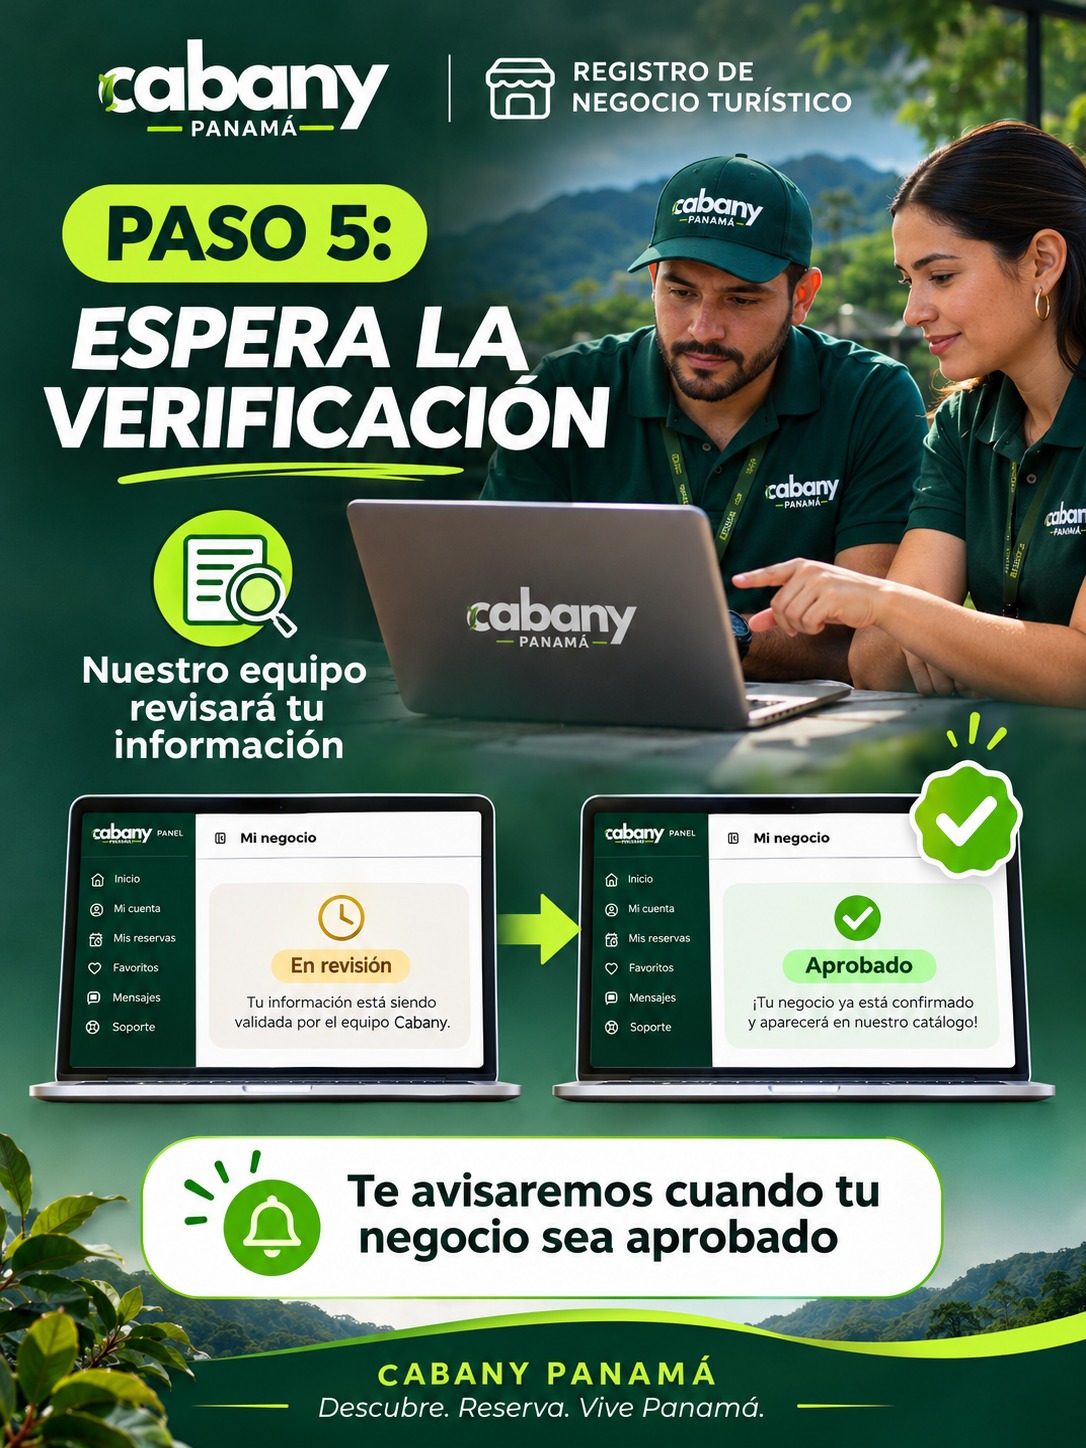 cabany
PANAMÁ
REGISTRO DE
NEGOCIO TURÍSTICO
PASO 5:
ESPERA LA
VERIFICACIÓN
cabany
PANAMÁ
cabany
PANAMÁ
cabany
PANAMÁ
cabany
PANAMÁ
Nuestro equipo
revisará tu
información
cabany PANEL
PANAMÁ
Mi negocio
Inicio
Mi cuenta
Mis reservas
Favoritos
Mensajes
Soporte
En revisión
Tu información está siendo
validada por el equipo Cabany.
cabany PANEL
PANAMÁ
Mi negocio
Inicio
Mi cuenta
Mis reservas
Favoritos
Mensajes
Soporte
Aprobado
¡Tu negocio ya está confirmado
y aparecerá en nuestro catálogo!
Te avisaremos cuando tu
negocio sea aprobado
CABANY PANAMÁ
Descubre. Reserva. Vive Panamá.